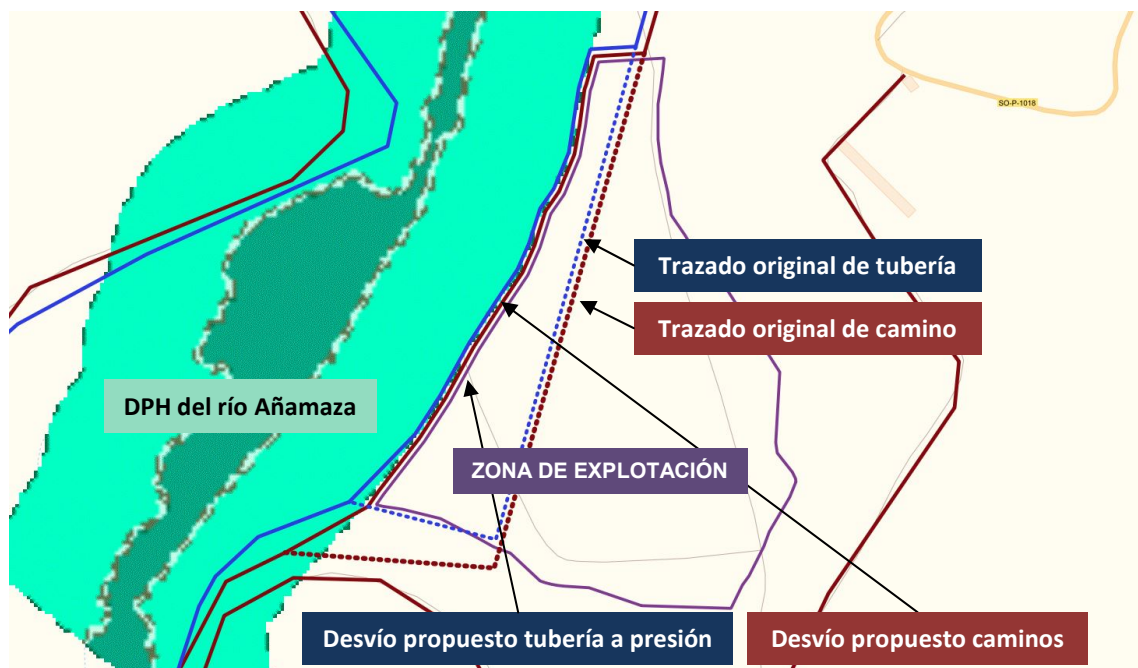 SO-P-1018
Trazado original de tubería
Trazado original de camino
DPH del río Añamaza
ZONA DE EXPLOTACIÓN
Desvío propuesto tubería a presión
Desvío propuesto caminos